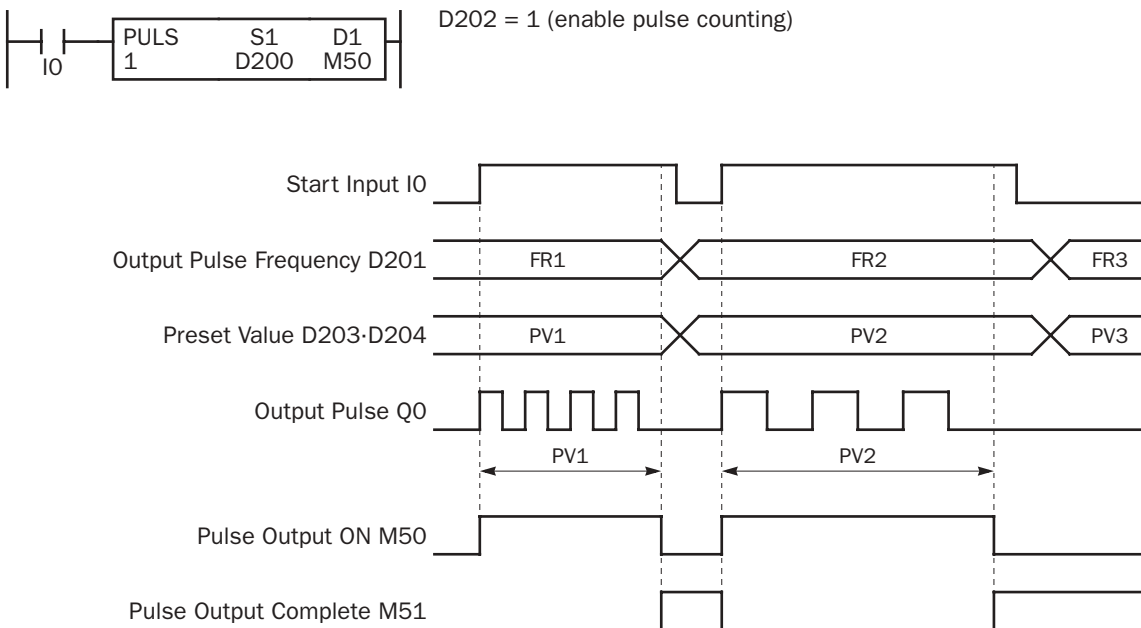 D202 = 1 (enable pulse counting)
PULS S1 D1
1 D200 M50
I0
Start Input I0
Output Pulse Frequency D201 FR1 FR2 FR3
Preset Value D203·D204 PV1 PV2 PV3
Output Pulse Q0
PV1 PV2
Pulse Output ON M50
Pulse Output Complete M51